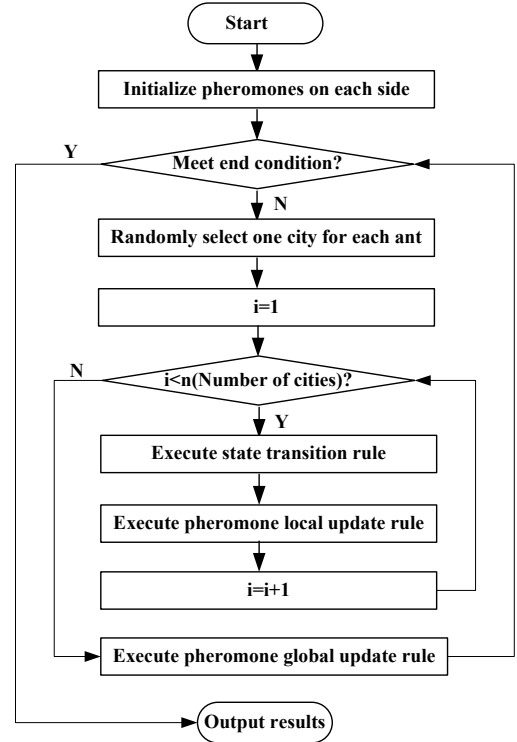 Start
Initialize pheromones on each side
Y
Meet end condition?
N
Randomly select one city for each ant
i=1
N
i<n(Number of cities)?
Y
Execute state transition rule
Execute pheromone local update rule
i=i+1
Execute pheromone global update rule
Output results